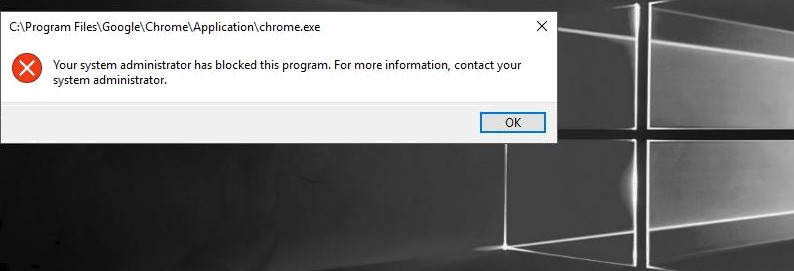 C:\Program Files\Google\Chrome\Application\chrome.exe
Your system administrator has blocked this program. For more information, contact your
system administrator.
OK